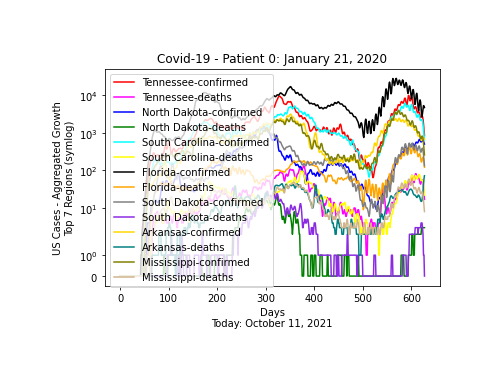 Covid-19 - Patient 0: January 21, 2020
US Cases - Aggregated Growth
Top 7 Regions (symlog)
10⁴
10³
10²
10¹
10⁰
0
Tennessee-confirmed
Tennessee-deaths
North Dakota-confirmed
North Dakota-deaths
South Carolina-confirmed
South Carolina-deaths
Florida-confirmed
Florida-deaths
South Dakota-confirmed
South Dakota-deaths
Arkansas-confirmed
Arkansas-deaths
Mississippi-confirmed
Mississippi-deaths
0 100 200 300 400 500 600
Days
Today: October 11, 2021